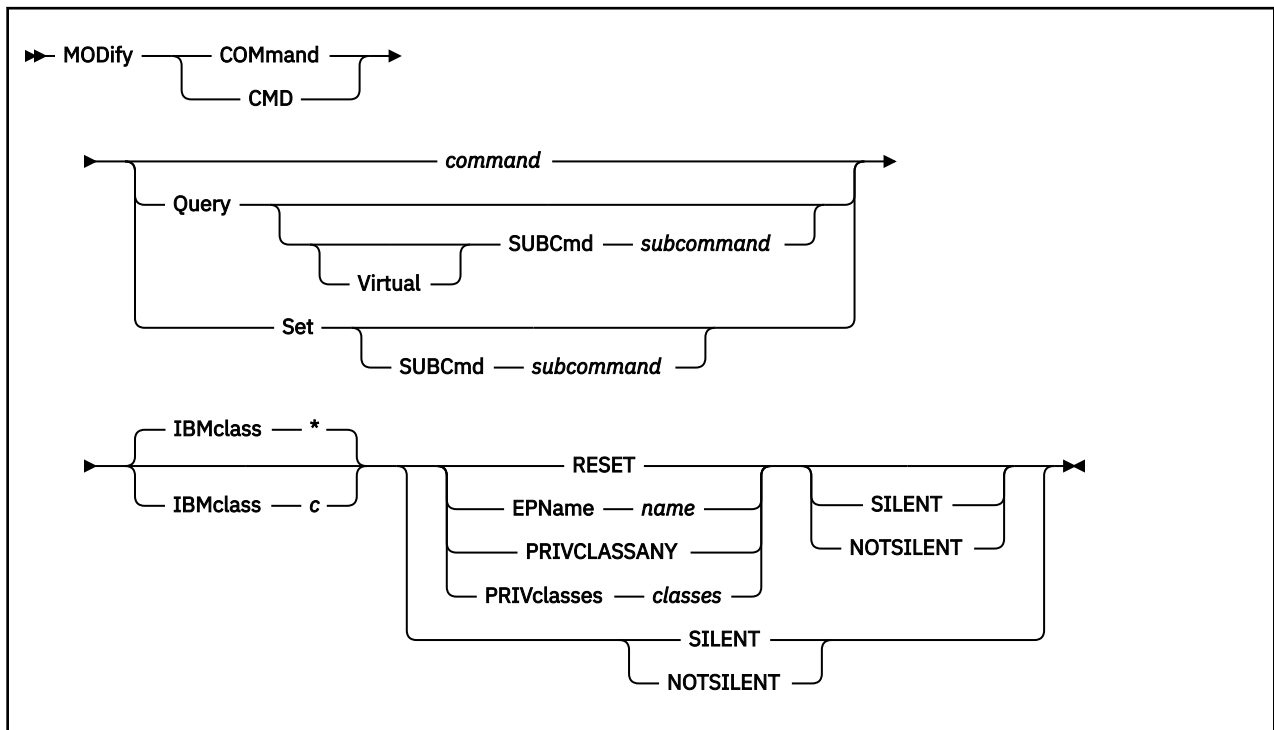 MODify COMmand
CMD
command
Query
SUBCmd subcommand
Virtual
Set
SUBCmd subcommand
IBMclass *
RESET
IBMclass c
EPName name
SILENT
PRIVCLASSANY
NOTSILENT
PRIVclasses classes
SILENT
NOTSILENT